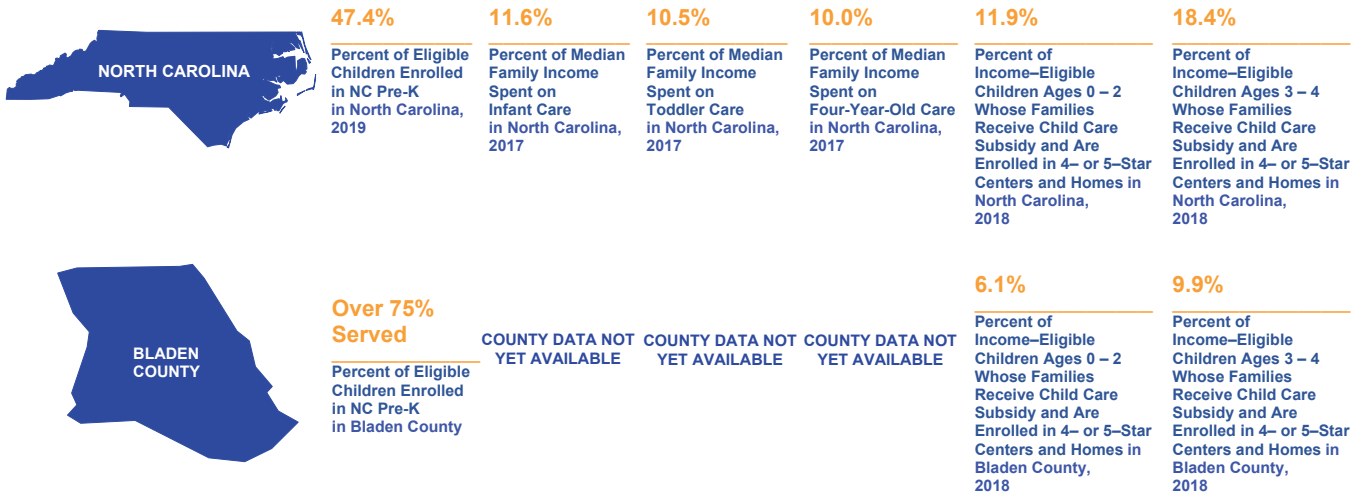 NORTH CAROLINA
47.4%
Percent of Eligible
Children Enrolled
in NC Pre-K
in North Carolina,
2019
11.6%
Percent of Median
Family Income
Spent on
Infant Care
in North Carolina,
2017
10.5%
Percent of Median
Family Income
Spent on
Toddler Care
in North Carolina,
2017
10.0%
Percent of Median
Family Income
Spent on
Four-Year-Old Care
in North Carolina,
2017
11.9%
Percent of
Income–Eligible
Children Ages 0 – 2
Whose Families
Receive Child Care
Subsidy and Are
Enrolled in 4– or 5–Star
Centers and Homes in
North Carolina,
2018
18.4%
Percent of
Income–Eligible
Children Ages 3 – 4
Whose Families
Receive Child Care
Subsidy and Are
Enrolled in 4– or 5–Star
Centers and Homes in
North Carolina,
2018
BLADEN
COUNTY
Over 75%
Served
Percent of Eligible
Children Enrolled
in NC Pre-K
in Bladen County
COUNTY DATA NOT
YET AVAILABLE
COUNTY DATA NOT
YET AVAILABLE
COUNTY DATA NOT
YET AVAILABLE
6.1%
Percent of
Income–Eligible
Children Ages 0 – 2
Whose Families
Receive Child Care
Subsidy and Are
Enrolled in 4– or 5–Star
Centers and Homes in
Bladen County,
2018
9.9%
Percent of
Income–Eligible
Children Ages 3 – 4
Whose Families
Receive Child Care
Subsidy and Are
Enrolled in 4– or 5–Star
Centers and Homes in
Bladen County,
2018